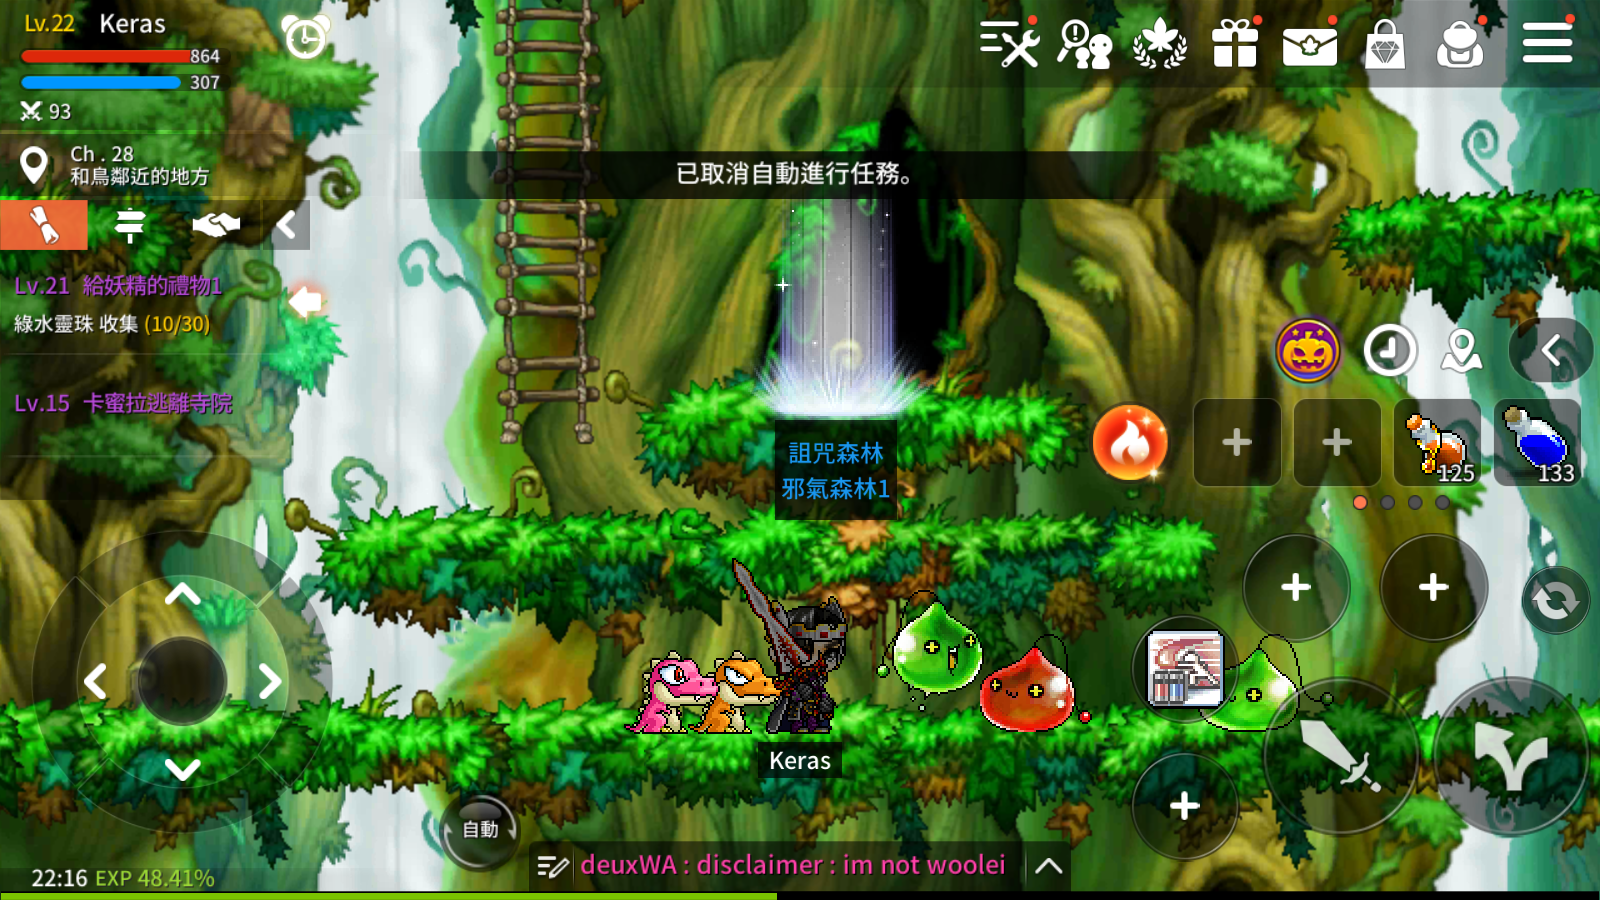 Lv.22 Keras
864
307
93
Ch . 28
和鳥鄰近的地方
已取消自動進行任務。
Lv.21 給妖精的禮物1
綠水靈珠 收集 (10/30)
Lv.15 卡蜜拉逃離寺院
詛咒森林
邪氣森林1
125
133
Keras
自動
deuxWA : disclaimer : im not woolei
22:16 EXP 48.41%